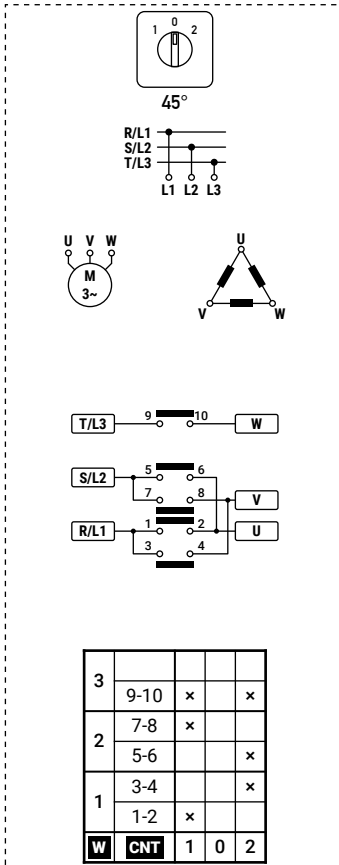 1 0 2
45°
R/L1
S/L2
T/L3
L1 L2 L3
U V W
M
3~
U
V W
T/L3 9 10 W
S/L2 5 6
7 8 V
R/L1 1 2 U
3 4
3
9-10 × ×
2 7-8 ×
5-6 ×
1 3-4 ×
1-2 ×
W CNT 1 0 2